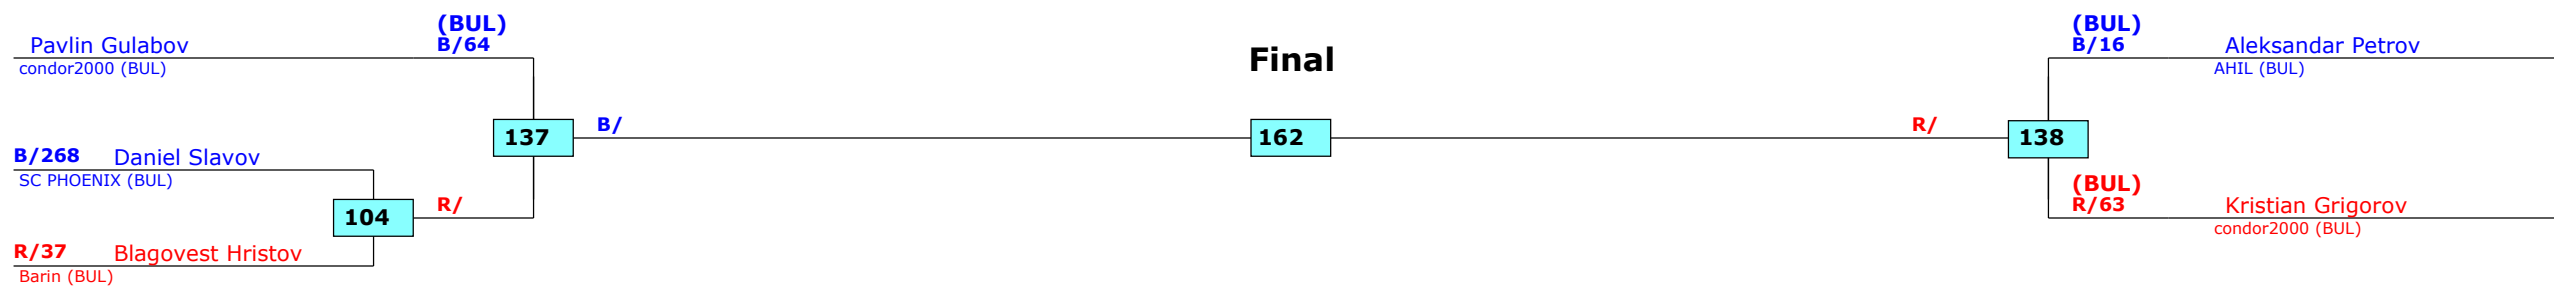 (BUL)
Pavlin Gulabov B/64
condor2000 (BUL)
B/268 Daniel Slavov
SC PHOENIX (BUL)
R/37 Blagovest Hristov
Barin (BUL)
104
R/
137
B/
Final
162
R/
138
(BUL)
B/16 Aleksandar Petrov
AHIL (BUL)
(BUL)
R/63 Kristian Grigorov
condor2000 (BUL)